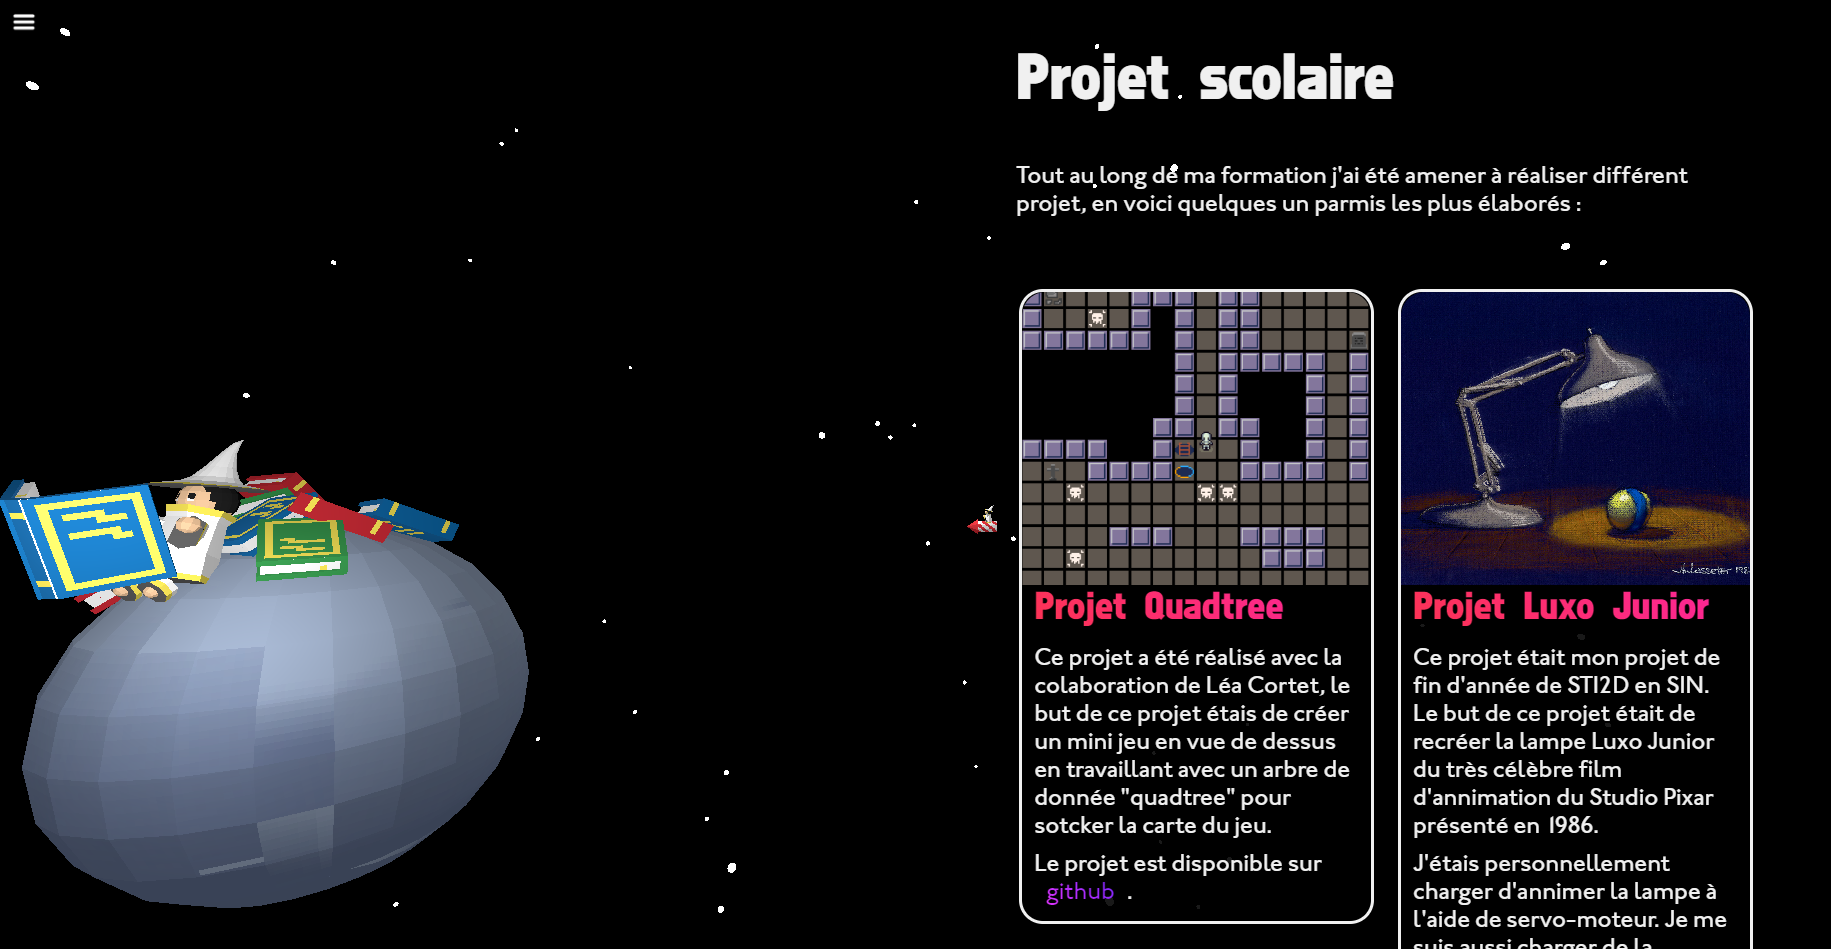 Projet scolaire
Tout au long de ma formation j'ai été amener à réaliser différent
projet, en voici quelques un parmis les plus élaborés :
Projet Quadtree
Ce projet a été réalisé avec la
colaboration de Léa Cortet, le
but de ce projet étais de créer
un mini jeu en vue de dessus
en travaillant avec un arbre de
donnée "quadtree" pour
sotcker la carte du jeu.
Le projet est disponible sur
github .
Projet Luxo Junior
Ce projet était mon projet de
fin d'année de STI2D en SIN.
Le but de ce projet était de
recréer la lampe Luxo Junior
du très célèbre film
d'annimation du Studio Pixar
présenté en 1986.
J'étais personnellement
charger d'annimer la lampe à
l'aide de servo-moteur. Je me
suis aussi charger de la